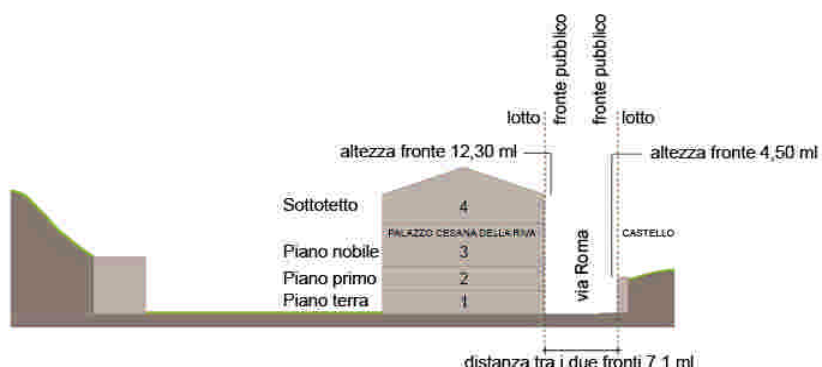 fronte pubblico
fronte pubblico
lotto
lotto
altezza fronte 12,30 ml
altezza fronte 4,50 ml
Sottotetto
4
PALAZZO CESANA DELLA RIVA
CASTELLO
Piano nobile
3
via Roma
Piano primo
2
Piano terra
1
distanza tra i due fronti 7,1 ml